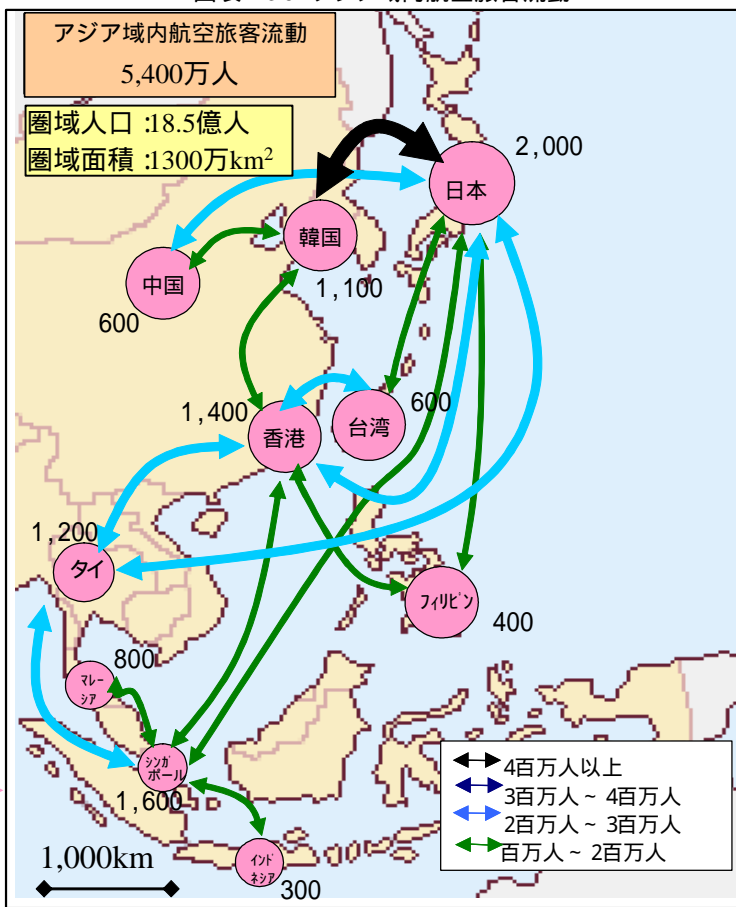 アジア域内航空旅客流動
5,400万人
圏域人口:18.5億人
圏域面積:1300万km²
2,000
日本
韓国
1,100
中国
600
1,400
香港
台湾
600
1,200
タイ
フィリピン
400
800
マレー
シア
シンガ
ポール
1,600
インド
ネシア
300
1,000km
4百万人以上
3百万人~4百万人
2百万人~3百万人
百万人~2百万人